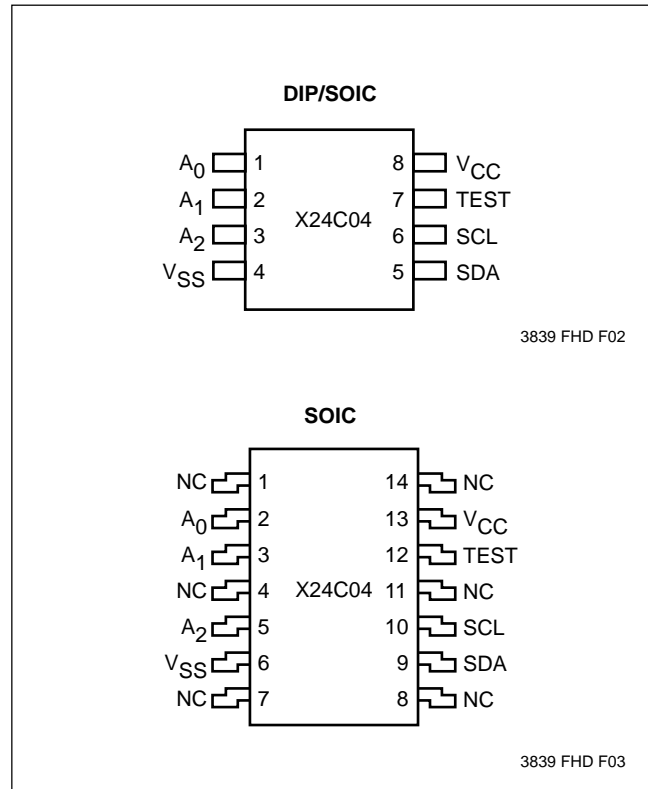 DIP/SOIC
A0 1 8 VCC
A1 2 7 TEST
X24C04
A2 3 6 SCL
VSS 4 5 SDA
3839 FHD F02
SOIC
NC 1 14 NC
A0 2 13 VCC
A1 3 12 TEST
NC 4 X24C04 11 NC
A2 5 10 SCL
VSS 6 9 SDA
NC 7 8 NC
3839 FHD F03